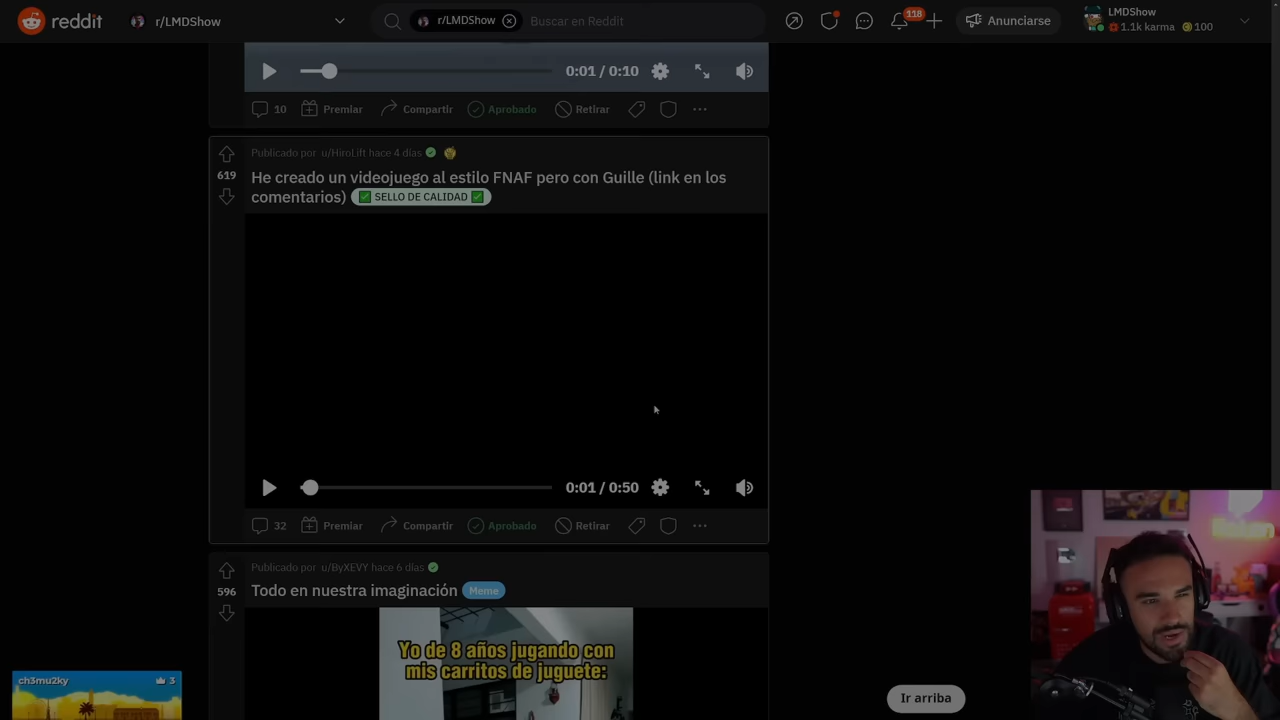 reddit
r/LMDShow
r/LMDShow
Buscar en Reddit
118
Anunciarse
LMDShow
1.1k karma
100
0:01 / 0:10
10
Premiar
Compartir
Aprobado
Retirar
Publicado por u/HiroLift hace 4 días
619
He creado un videojuego al estilo FNAF pero con Guille (link en los
comentarios)
✅ SELLO DE CALIDAD ✅
0:01 / 0:50
32
Premiar
Compartir
Aprobado
Retirar
Publicado por u/ByXEVY hace 6 días
596
Todo en nuestra imaginación
Meme
Yo de 8 años jugando con
mis carritos de juguete:
ch3mu2ky
3
Ir arriba